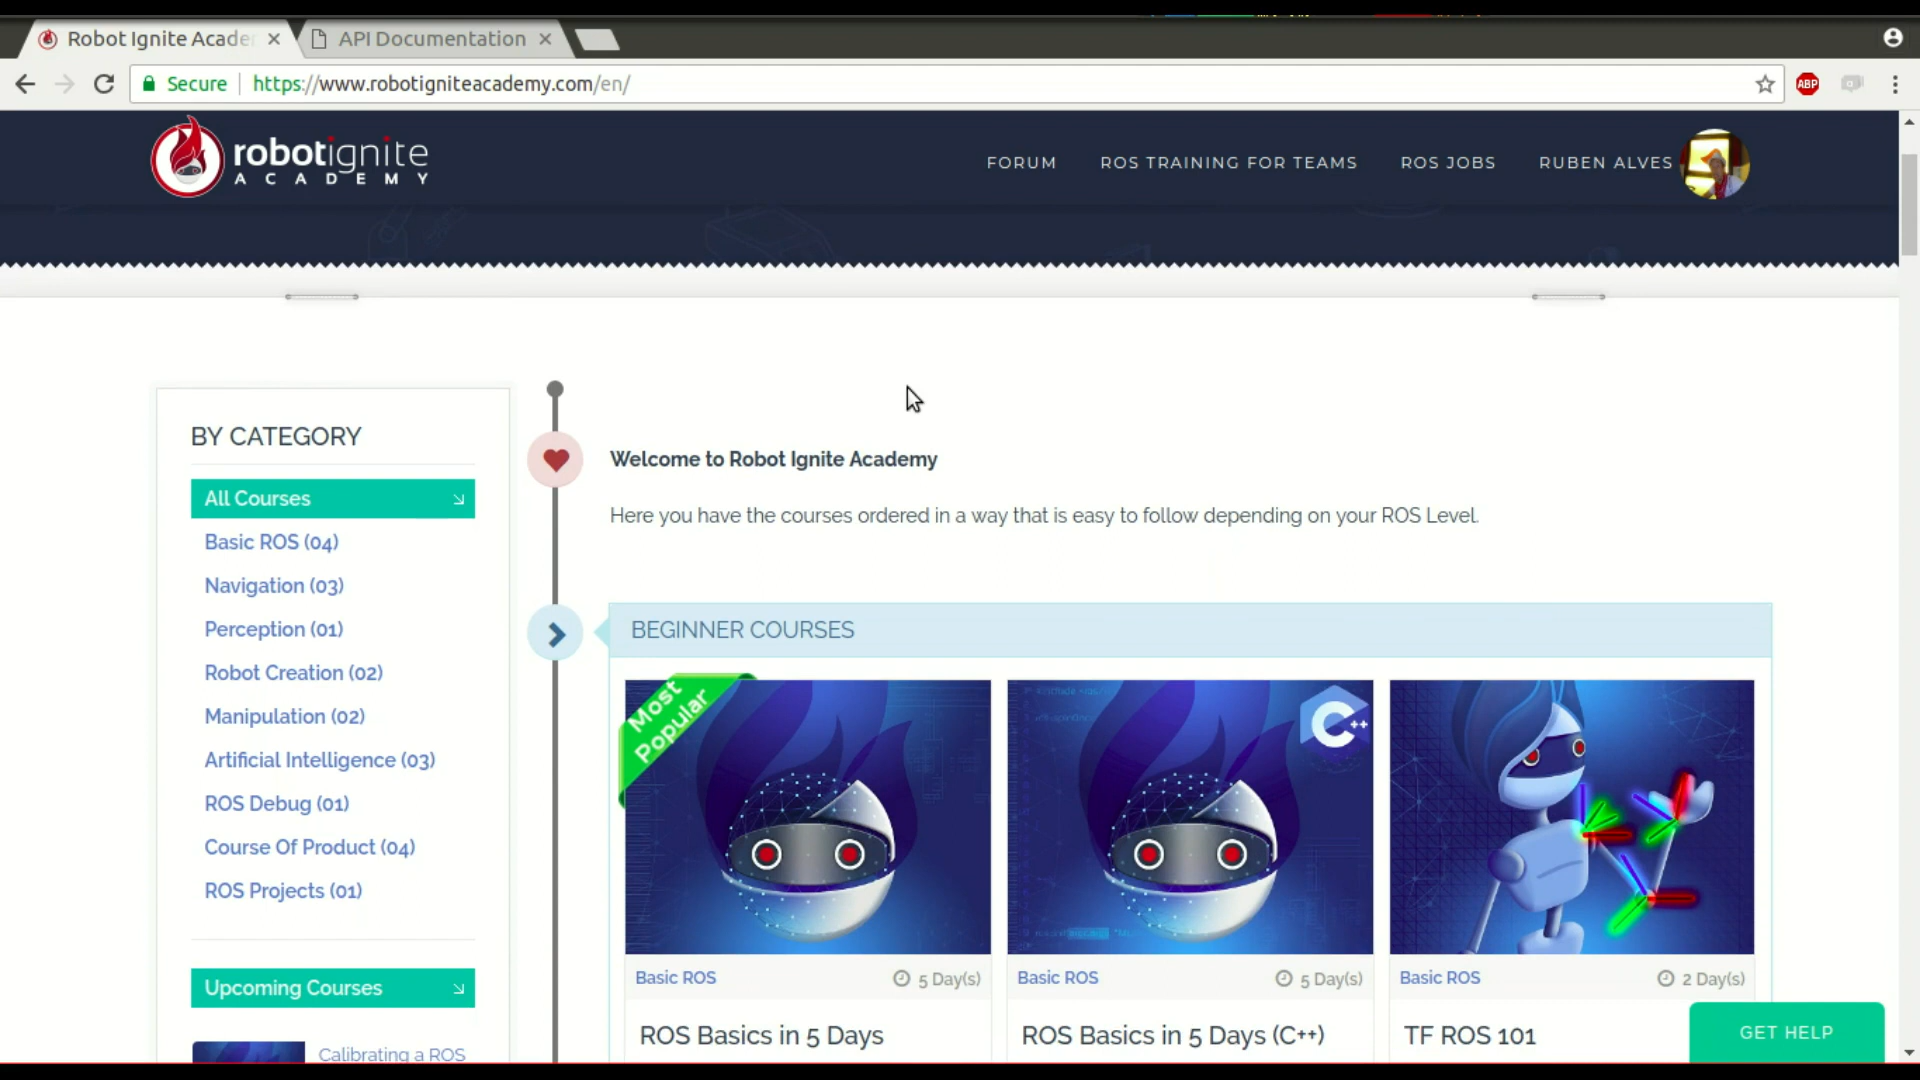 Robot Ignite Acade
API Documentation
Secure
https://www.robotigniteacademy.com/en/
ABP
robotignite
ACADEMY
FORUM
ROS TRAINING FOR TEAMS
ROS JOBS
RUBEN ALVES
BY CATEGORY
All Courses
Basic ROS (04)
Navigation (03)
Perception (01)
Robot Creation (02)
Manipulation (02)
Artificial Intelligence (03)
ROS Debug (01)
Course Of Product (04)
ROS Projects (01)
Upcoming Courses
Calibrating a ROS
Welcome to Robot Ignite Academy
Here you have the courses ordered in a way that is easy to follow depending on your ROS Level.
BEGINNER COURSES
Most
Popular
C++
Basic ROS
5 Day(s)
Basic ROS
5 Day(s)
Basic ROS
2 Day(s)
ROS Basics in 5 Days
ROS Basics in 5 Days (C++)
TF ROS 101
GET HELP